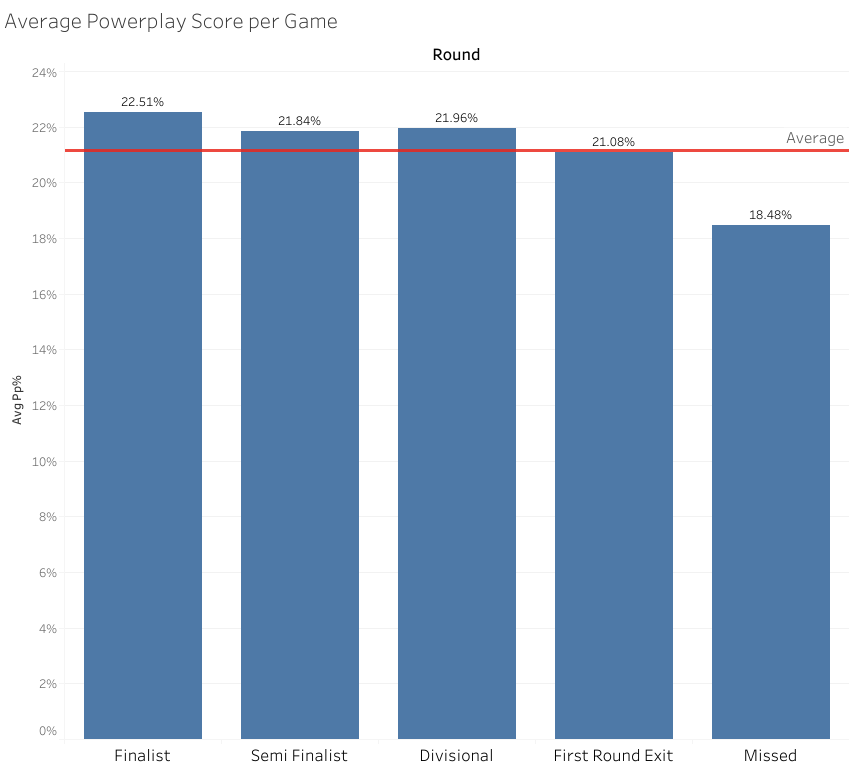 Average Powerplay Score per Game
Round
24%
22%
20%
18%
16%
14%
12%
10%
8%
6%
4%
2%
0%
Avg Pp%
22.51%
21.84%
21.96%
21.08%
18.48%
Average
Finalist
Semi Finalist
Divisional
First Round Exit
Missed